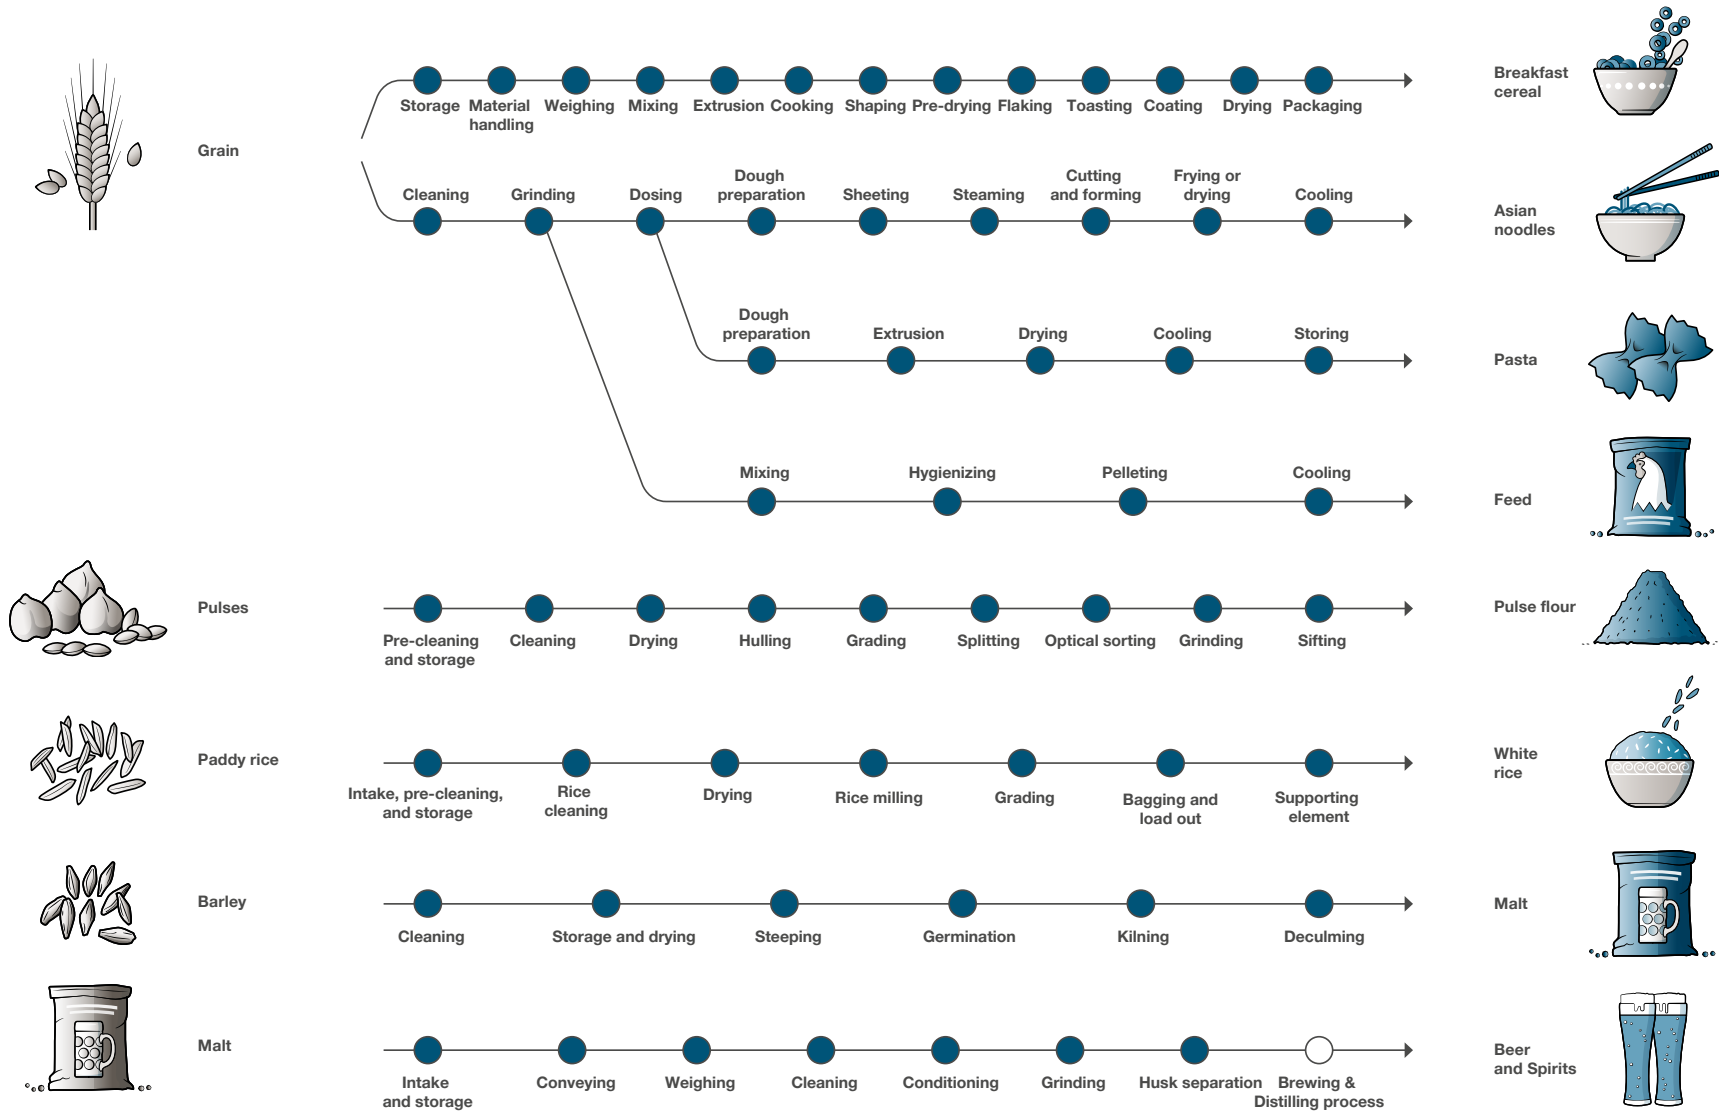 Storage
Material
handling
Weighing
Mixing
Extrusion
Cooking
Shaping
Pre-drying
Flaking
Toasting
Coating
Drying
Packaging
Breakfast
cereal
Grain
Cleaning
Grinding
Dosing
Dough
preparation
Sheeting
Steaming
Cutting
and forming
Frying or
drying
Cooling
Asian
noodles
Dough
preparation
Extrusion
Drying
Cooling
Storing
Pasta
Mixing
Hygienizing
Pelleting
Cooling
Feed
Pulses
Pre-cleaning
and storage
Cleaning
Drying
Hulling
Grading
Splitting
Optical sorting
Grinding
Sifting
Pulse flour
Paddy rice
Intake, pre-cleaning,
and storage
Rice
cleaning
Drying
Rice milling
Grading
Bagging and
load out
Supporting
element
White
rice
Barley
Cleaning
Storage and drying
Steeping
Germination
Kilning
Deculming
Malt
Malt
Intake
and storage
Conveying
Weighing
Cleaning
Conditioning
Grinding
Husk separation
Brewing &
Distilling process
Beer
and Spirits